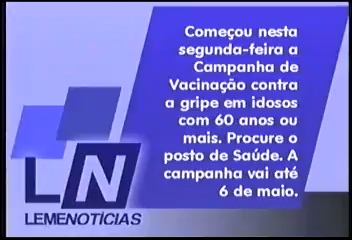 Começou nesta
segunda-feira a
Campanha de
Vacinação contra
a gripe em idosos
com 60 anos ou
mais. Procure o
posto de Saúde. A
campanha vai até
6 de maio.
LN
LEMENOTÍCIAS